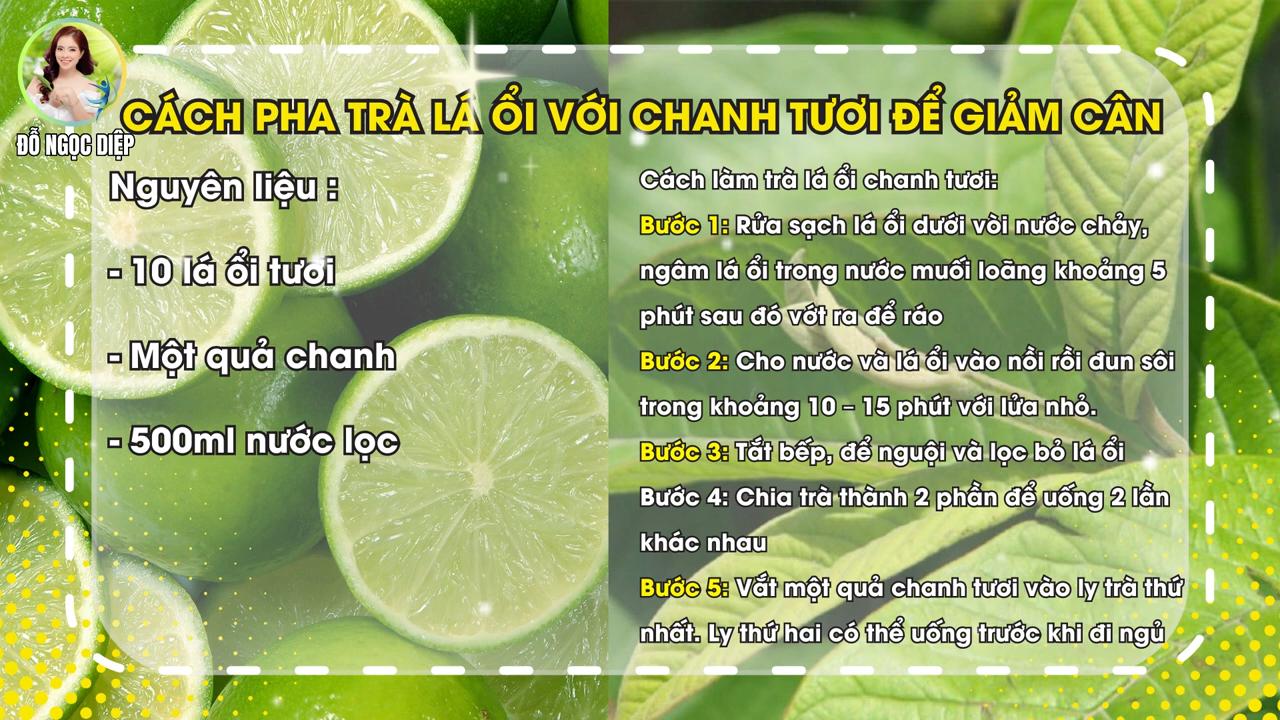 ĐỖ NGỌC DIỆP
CÁCH PHA TRÀ LÁ ỔI VỚI CHANH TƯƠI ĐỂ GIẢM CÂN
Nguyên liệu :
- 10 lá ổi tươi
- Một quả chanh
- 500ml nước lọc
Cách làm trà lá ổi chanh tươi:
Bước 1: Rửa sạch lá ổi dưới vòi nước chảy,
ngâm lá ổi trong nước muối loãng khoảng 5
phút sau đó vớt ra để ráo
Bước 2: Cho nước và lá ổi vào nồi rồi đun sôi
trong khoảng 10 – 15 phút với lửa nhỏ.
Bước 3: Tắt bếp, để nguội và lọc bỏ lá ổi
Bước 4: Chia trà thành 2 phần để uống 2 lần
khác nhau
Bước 5: Vắt một quả chanh tươi vào ly trà thứ
nhất. Ly thứ hai có thể uống trước khi đi ngủ